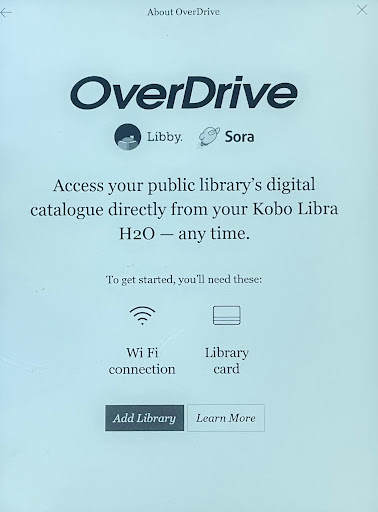 About OverDrive
OverDrive
Libby. Sora
Access your public library's digital
catalogue directly from your Kobo Libra
H2O — any time.
To get started, you'll need these:
Wi Fi
connection
Library
card
Add Library Learn More